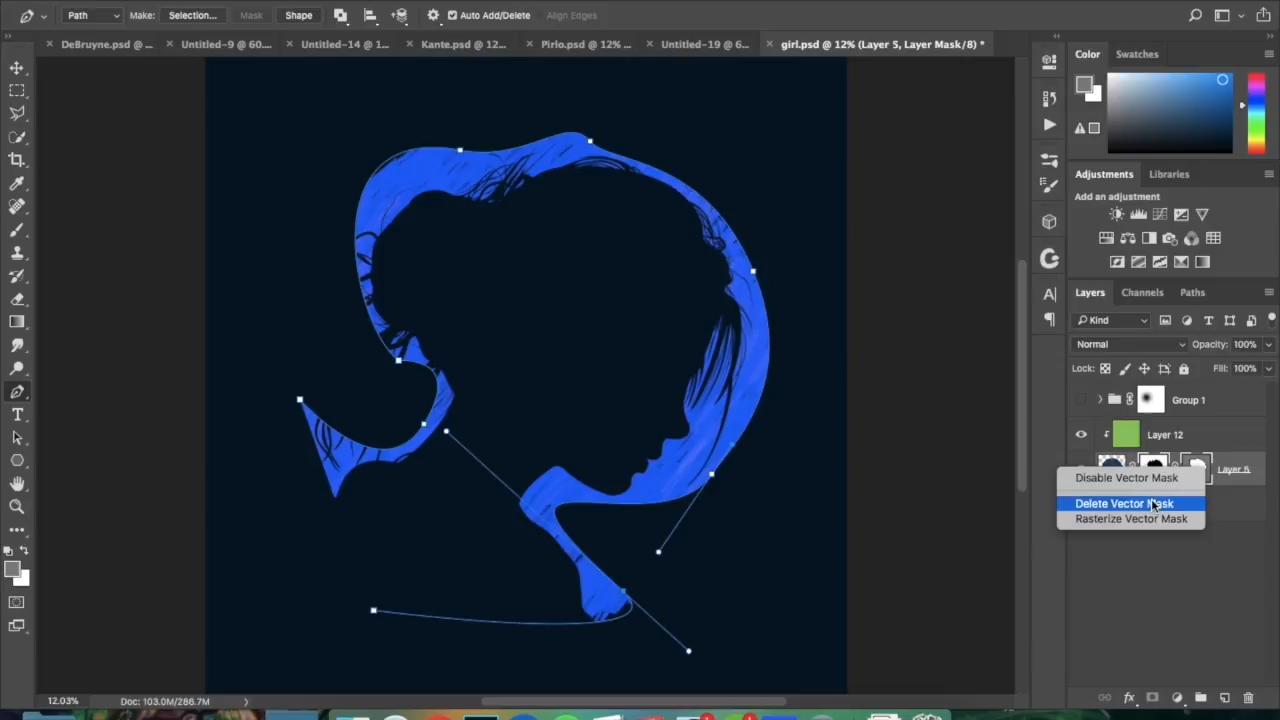 Path
Make:
Selection...
Mask
Shape
Auto Add/Delete
Align Edges
DeBruyne.psd @ ...
Untitled-9 @ 60....
Untitled-14 @ 1...
Kante.psd @ 12...
Pirlo.psd @ 12% ...
Untitled-19 @ 6...
girl.psd @ 12% (Layer 5, Layer Mask/8) *
Color
Swatches
Adjustments
Libraries
Add an adjustment
Layers
Channels
Paths
Kind
Normal
Opacity: 100%
Lock:
Fill: 100%
Group 1
Layer 12
Layer 5
Disable Vector Mask
Delete Vector Mask
Rasterize Vector Mask
12.03%
Doc: 103.0M/286.7M
fx